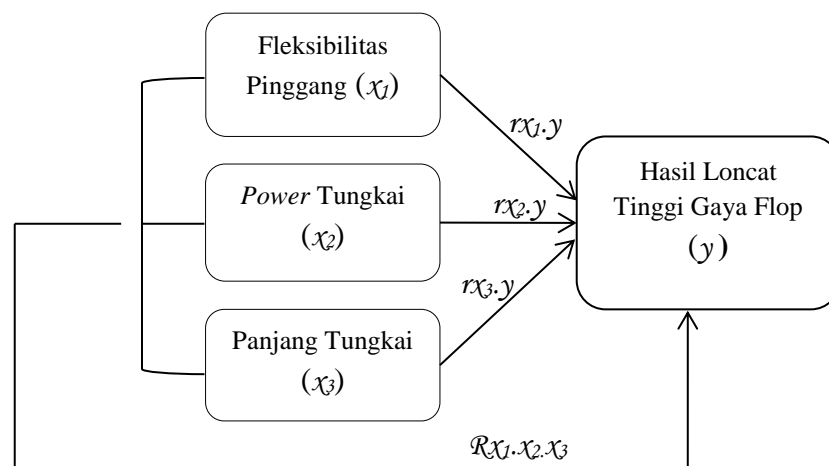 Fleksibilitas
Pinggang (x1)
rx1.y
Hasil Loncat
Tinggi Gaya Flop
(y)
Power Tungkai
(x2)
rx2.y
rx3.y
Panjang Tungkai
(x3)
Rx1.x2.x3